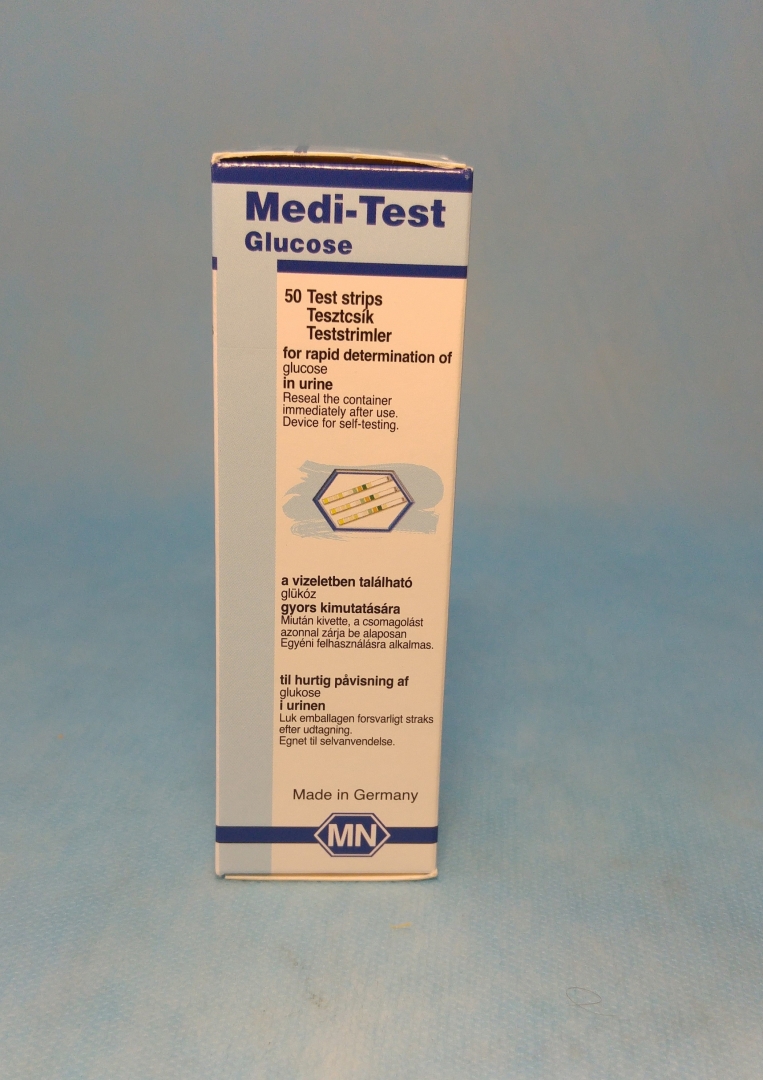 Medi-Test
Glucose
50 Test strips
Tesztcsík
Teststrimler
for rapid determination of
glucose
in urine
Reseal the container
immediately after use.
Device for self-testing.
a vizeletben található
glükóz
gyors kimutatására
Miután kivette, a csomagolást
azonnal zárja be alaposan
Egyéni felhasználásra alkalmas.
til hurtig påvisning af
glukose
i urinen
Luk emballagen forsvarligt straks
efter udtagning.
Egnet til selvanvendelse.
Made in Germany
MN